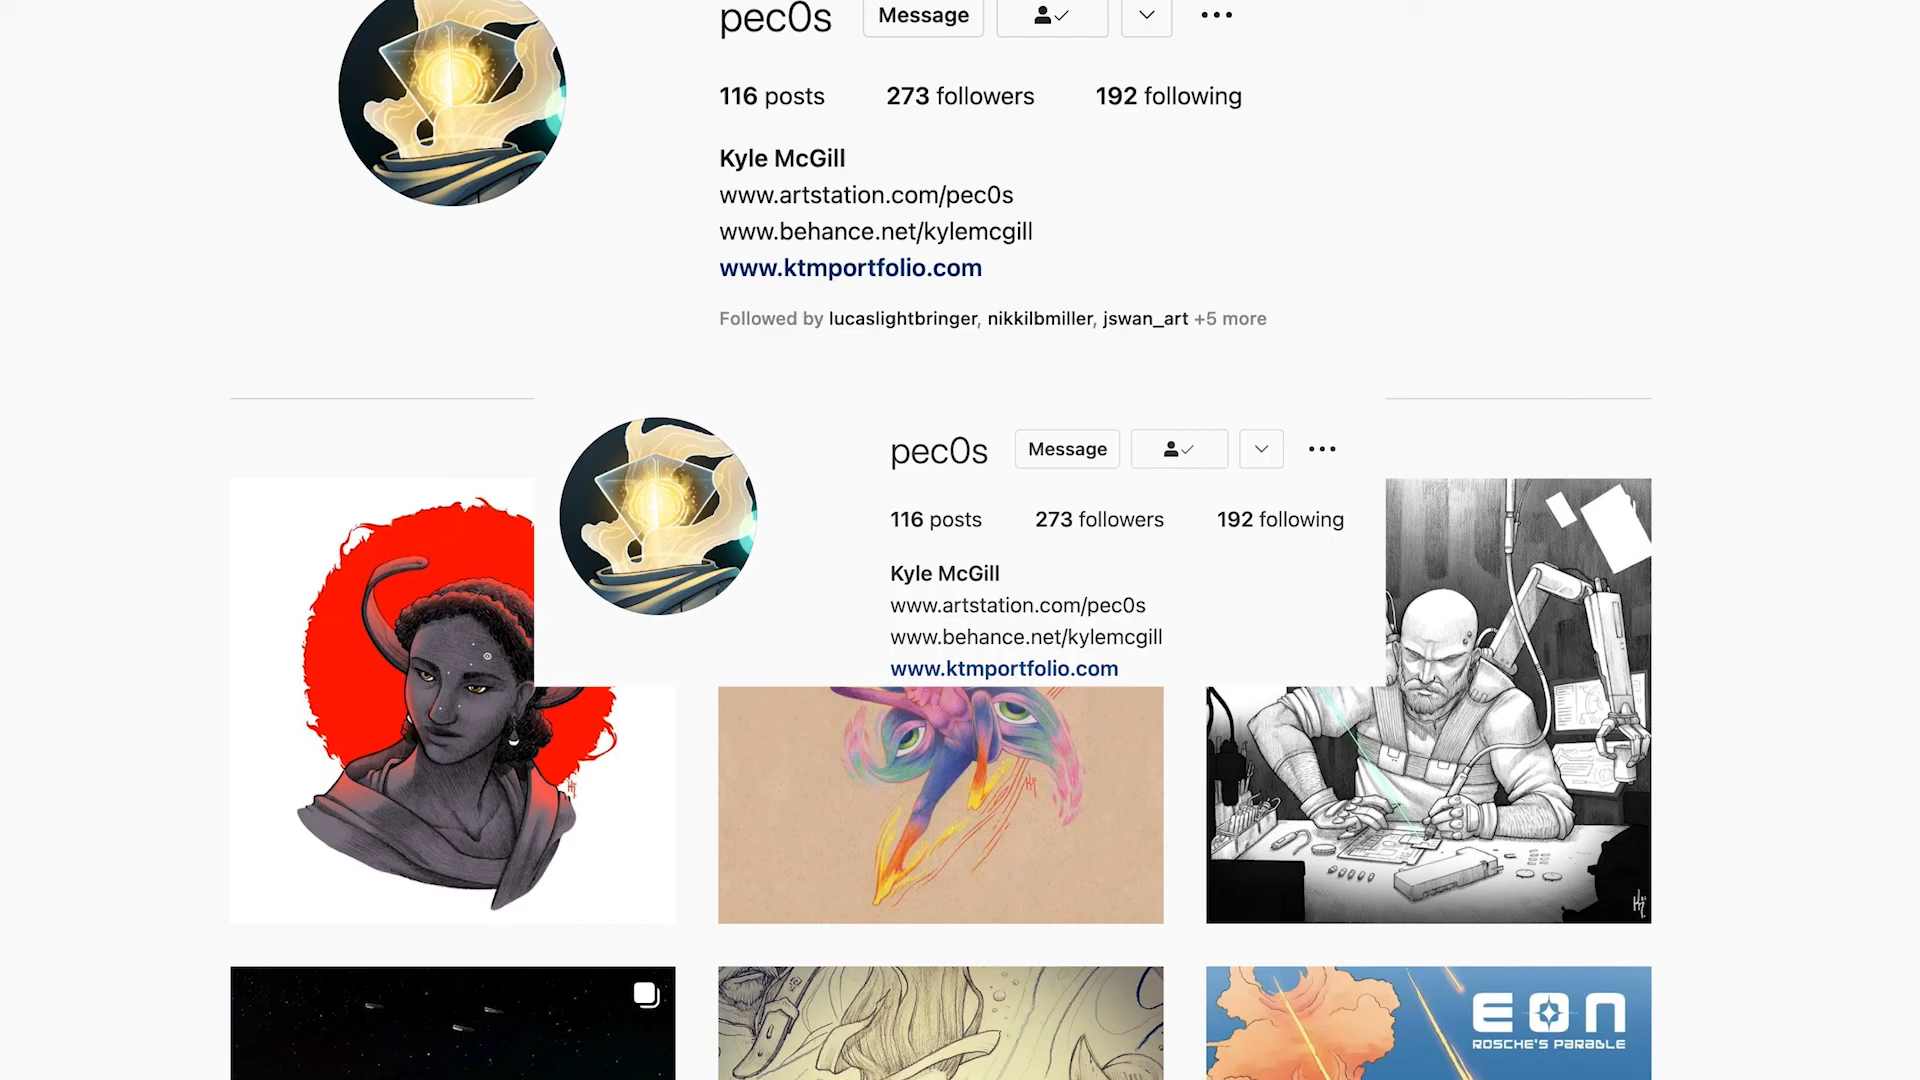 pec0s Message
116 posts 273 followers 192 following
Kyle McGill
www.artstation.com/pec0s
www.behance.net/kylemcgill
www.ktmportfolio.com
Followed by lucaslightbringer, nikkilbmiller, jswan_art +5 more
pec0s Message
116 posts 273 followers 192 following
Kyle McGill
www.artstation.com/pec0s
www.behance.net/kylemcgill
www.ktmportfolio.com
EON
ROSCHE'S PARABLE